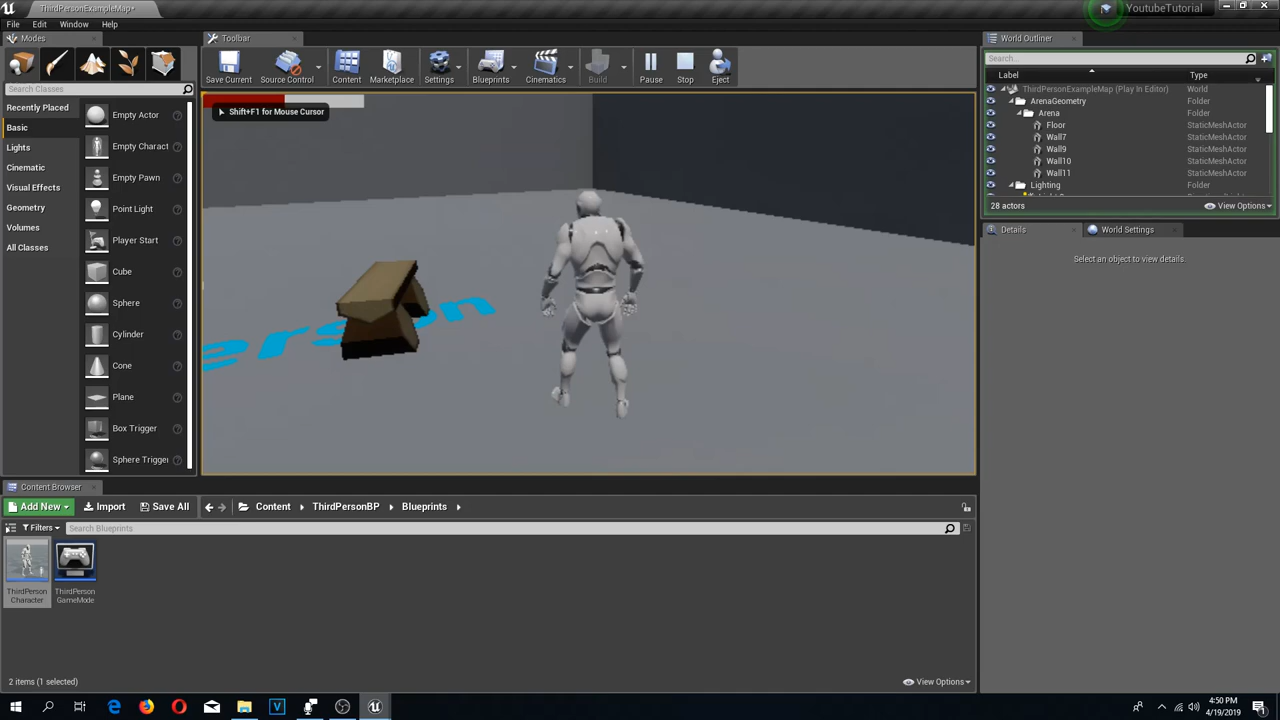 ThirdPersonExampleMap*
YoutubeTutorial
File Edit Window Help
Modes
Toolbar
World Outliner
Save Current
Source Control
Content
Marketplace
Settings
Blueprints
Cinematics
Build
Pause
Stop
Eject
Search...
Label
Type
Search Classes
Recently Placed
Basic
Lights
Cinematic
Visual Effects
Geometry
Volumes
All Classes
Empty Actor
Empty Charact
Empty Pawn
Point Light
Player Start
Cube
Sphere
Cylinder
Cone
Plane
Box Trigger
Sphere Trigger
Shift+F1 for Mouse Cursor
erson
ThirdPersonExampleMap (Play In Editor) World
ArenaGeometry Folder
Arena Folder
Floor StaticMeshActor
Wall7 StaticMeshActor
Wall9 StaticMeshActor
Wall10 StaticMeshActor
Wall11 StaticMeshActor
Lighting Folder
28 actors
View Options
Details
World Settings
Select an object to view details.
Content Browser
Add New
Import
Save All
Content
ThirdPersonBP
Blueprints
Filters
Search Blueprints
ThirdPerson
Character
ThirdPerson
GameMode
2 items (1 selected)
View Options
4:50 PM
4/19/2019